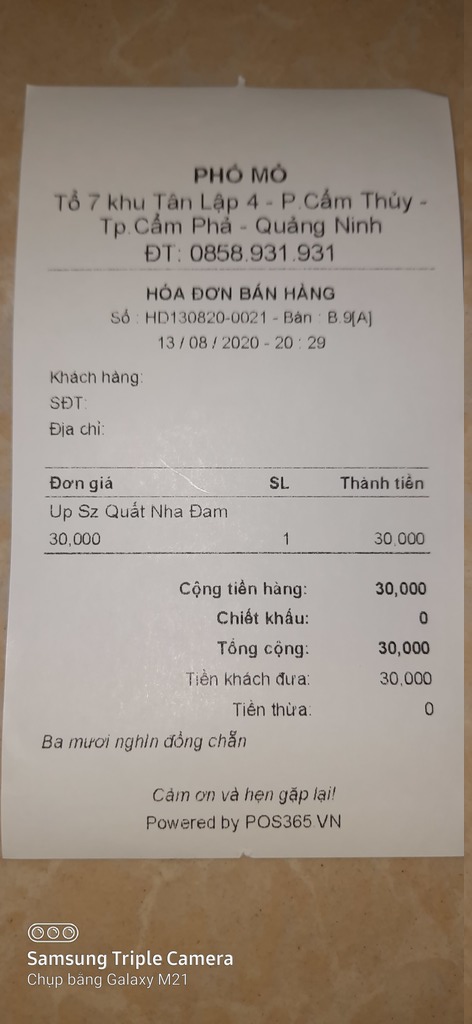 PHỐ MỎ
Tổ 7 khu Tân Lập 4 - P.Cẩm Thủy -
Tp.Cẩm Phả - Quảng Ninh
ĐT: 0858.931.931
HÓA ĐƠN BÁN HÀNG
Số : HD130820-0021 - Bàn : B.9[A]
13 / 08 / 2020 - 20 : 29
Khách hàng:
SĐT:
Địa chỉ:
Đơn giá SL Thành tiền
Up Sz Quất Nha Đam
30,000 1 30,000
Cộng tiền hàng: 30,000
Chiết khấu: 0
Tổng cộng: 30,000
Tiền khách đưa: 30,000
Tiền thừa: 0
Ba mươi nghìn đồng chẵn
Cảm ơn và hẹn gặp lại!
Powered by POS365.VN
Samsung Triple Camera
Chụp bằng Galaxy M21